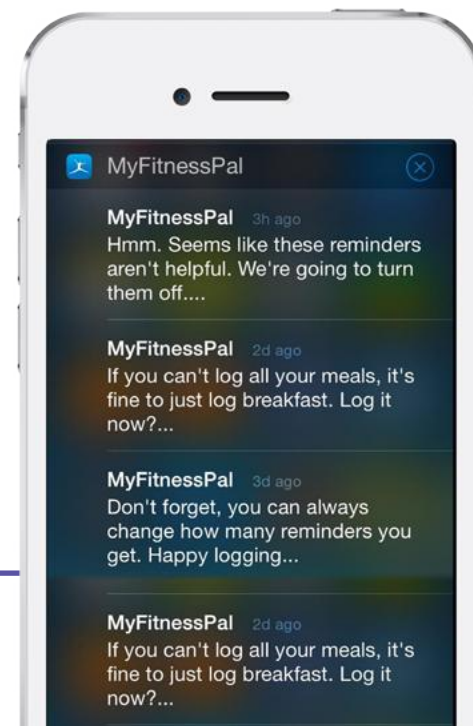 MyFitnessPal
MyFitnessPal 3h ago
Hmm. Seems like these reminders
aren't helpful. We're going to turn
them off....
MyFitnessPal 2d ago
If you can't log all your meals, it's
fine to just log breakfast. Log it
now?...
MyFitnessPal 3d ago
Don't forget, you can always
change how many reminders you
get. Happy logging...
MyFitnessPal 2d ago
If you can't log all your meals, it's
fine to just log breakfast. Log it
now?...